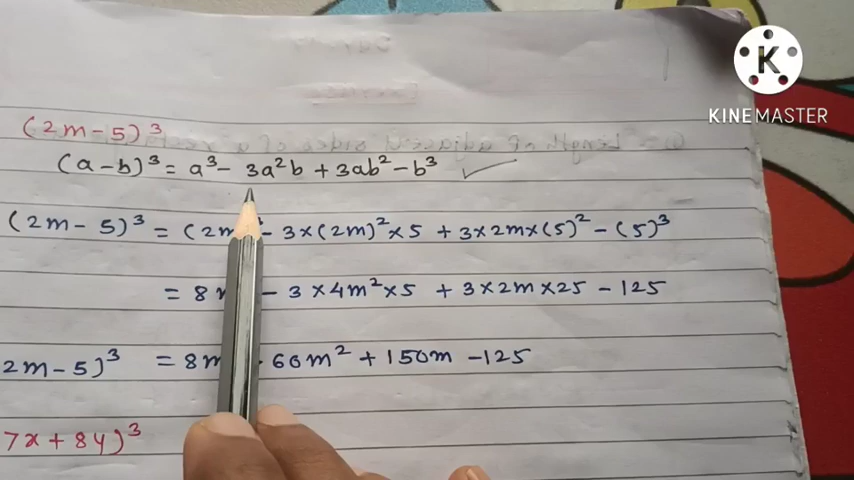 KINEMASTER
(2m-5)³
(a-b)³ = a³ - 3a²b + 3ab² - b³
(2m-5)³ = (2m - 3×(2m)²×5 + 3×2m×(5)² - (5)³
= 8 - 3×4m²×5 + 3×2m×25 - 125
2m-5)³ = 8m - 60m² + 150m - 125
7x + 8y)³